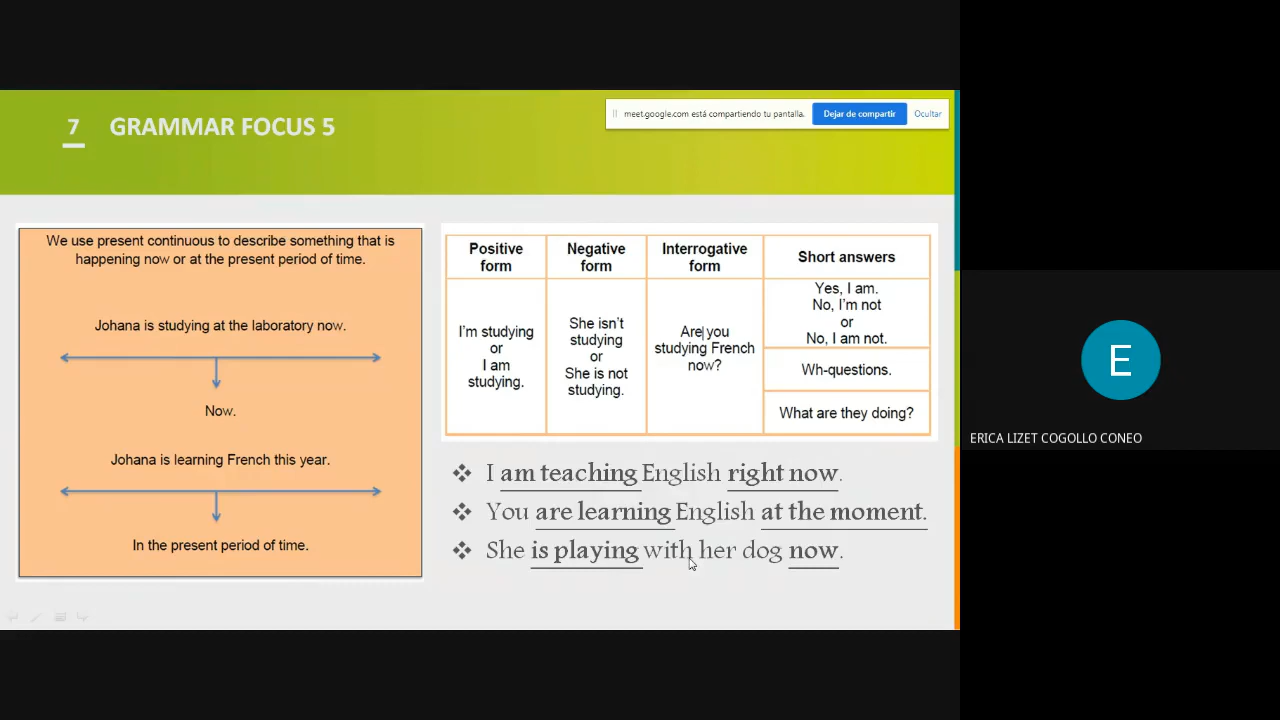 7 GRAMMAR FOCUS 5
meet.google.com está compartiendo tu pantalla. Dejar de compartir Ocultar
We use present continuous to describe something that is
happening now or at the present period of time.
Johana is studying at the laboratory now.
Now.
Johana is learning French this year.
In the present period of time.
Positive
form
Negative
form
Interrogative
form
Short answers
I'm studying
or
I am
studying.
She isn't
studying
or
She is not
studying.
Are you
studying French
now?
Yes, I am.
No, I'm not
or
No, I am not.
Wh-questions.
What are they doing?
I am teaching English right now.
You are learning English at the moment.
She is playing with her dog now.
E
ERICA LIZET COGOLLO CONEO